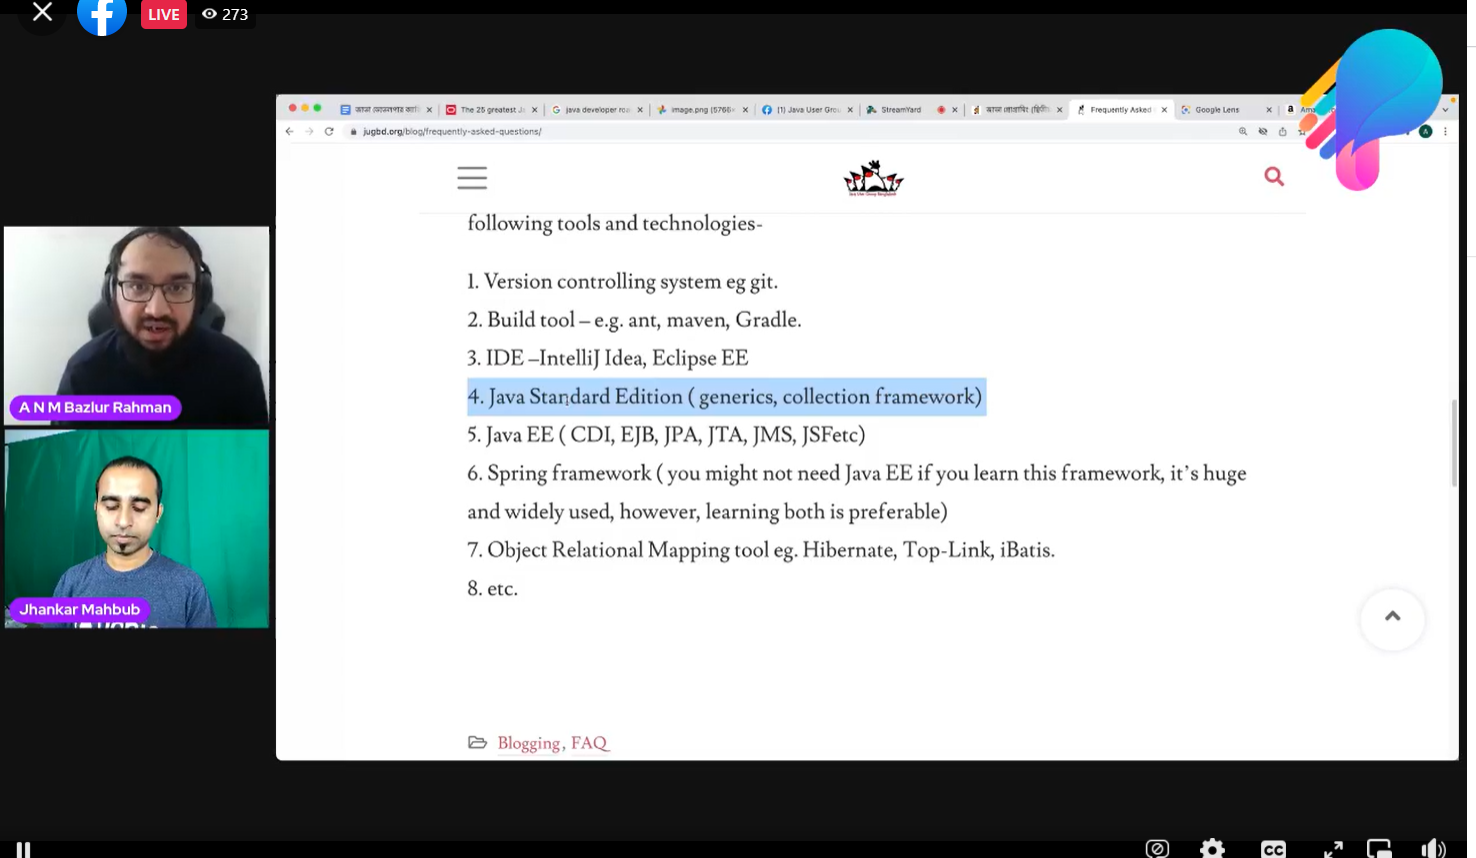 LIVE
273
The 25 greatest Ja
java developer roa
image.png (5766×
(1) Java User Grou
StreamYard
Frequently Asked
Google Lens
jugbd.org/blog/frequently-asked-questions/
A
following tools and technologies-
1. Version controlling system eg git.
2. Build tool – e.g. ant, maven, Gradle.
3. IDE –IntelliJ Idea, Eclipse EE
4. Java Standard Edition ( generics, collection framework)
5. Java EE ( CDI, EJB, JPA, JTA, JMS, JSFetc)
6. Spring framework ( you might not need Java EE if you learn this framework, it's huge
and widely used, however, learning both is preferable)
7. Object Relational Mapping tool eg. Hibernate, Top-Link, iBatis.
8. etc.
Blogging, FAQ
A N M Bazlur Rahman
Jhankar Mahbub
CC